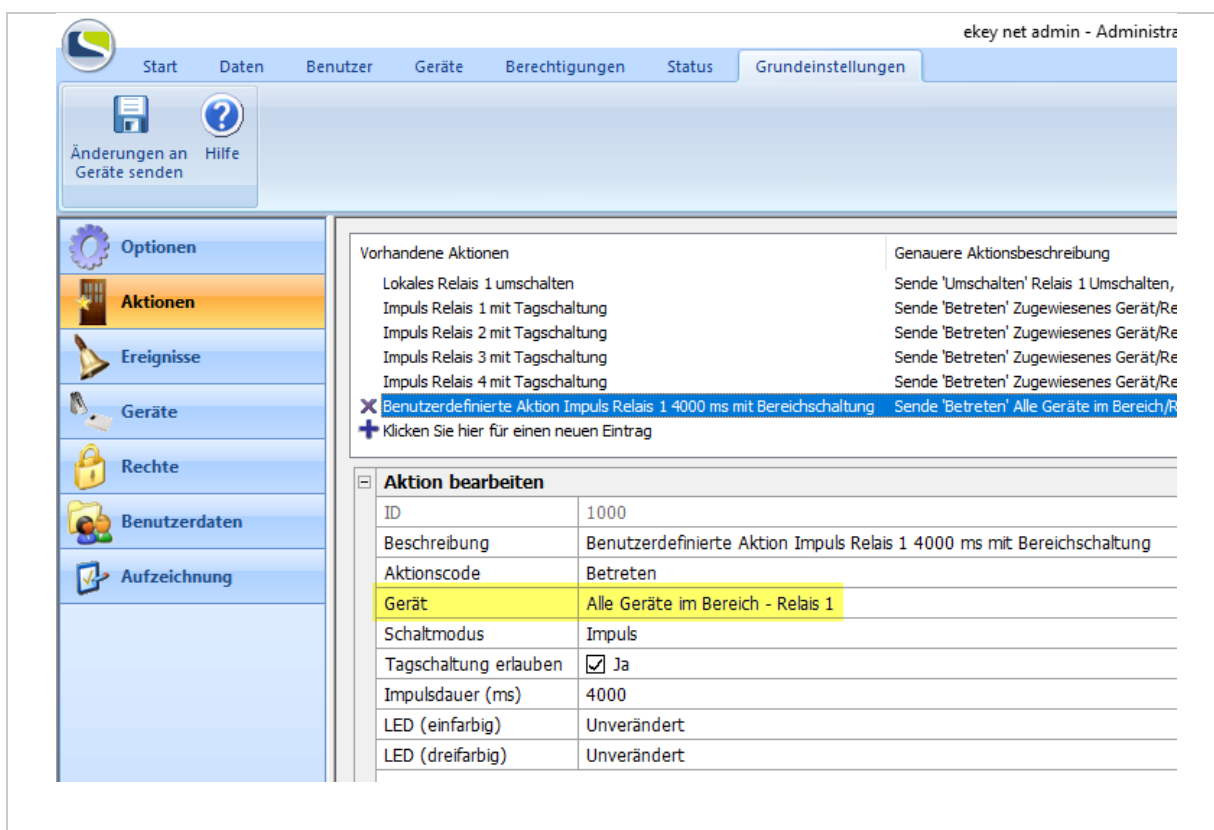 ekey net admin - Administra
Start Daten Benutzer Geräte Berechtigungen Status Grundeinstellungen
Änderungen an Geräte senden
Hilfe
Optionen
Aktionen
Ereignisse
Geräte
Rechte
Benutzerdaten
Aufzeichnung
Vorhandene Aktionen Genauere Aktionsbeschreibung
Lokales Relais 1 umschalten Sende 'Umschalten' Relais 1 Umschalten,
Impuls Relais 1 mit Tagschaltung Sende 'Betreten' Zugewiesenes Gerät/Re
Impuls Relais 2 mit Tagschaltung Sende 'Betreten' Zugewiesenes Gerät/Re
Impuls Relais 3 mit Tagschaltung Sende 'Betreten' Zugewiesenes Gerät/Re
Impuls Relais 4 mit Tagschaltung Sende 'Betreten' Zugewiesenes Gerät/Re
Benutzerdefinierte Aktion Impuls Relais 1 4000 ms mit Bereichschaltung Sende 'Betreten' Alle Geräte im Bereich/R
Klicken Sie hier für einen neuen Eintrag
Aktion bearbeiten
ID 1000
Beschreibung Benutzerdefinierte Aktion Impuls Relais 1 4000 ms mit Bereichschaltung
Aktionscode Betreten
Gerät Alle Geräte im Bereich - Relais 1
Schaltmodus Impuls
Tagschaltung erlauben Ja
Impulsdauer (ms) 4000
LED (einfarbig) Unverändert
LED (dreifarbig) Unverändert